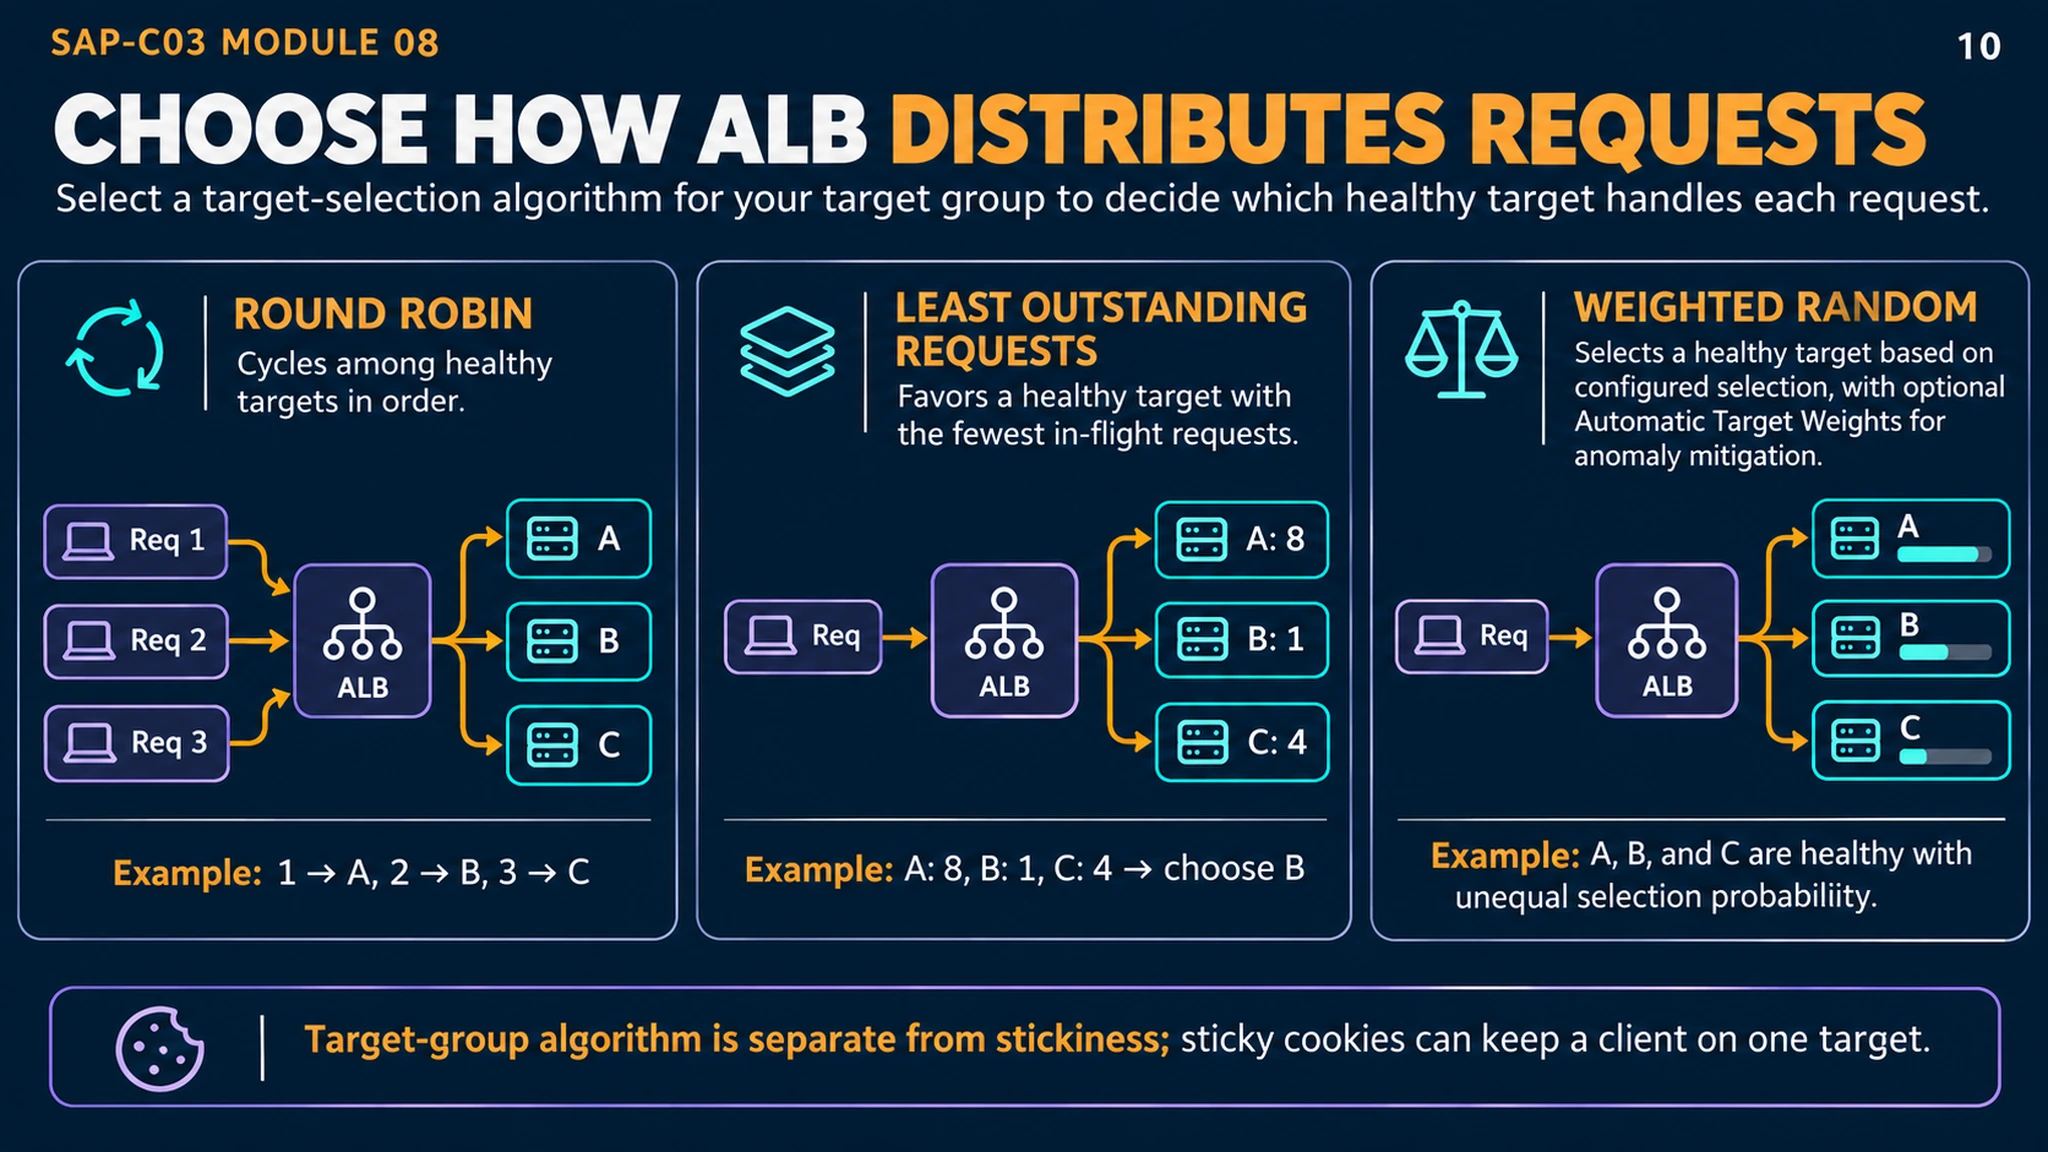 SAP-C03 MODULE 08
10
CHOOSE HOW ALB DISTRIBUTES REQUESTS
Select a target-selection algorithm for your target group to decide which healthy target handles each request.
ROUND ROBIN
Cycles among healthy
targets in order.
Req 1
Req 2
Req 3
ALB
A
B
C
Example: 1 → A, 2 → B, 3 → C
LEAST OUTSTANDING
REQUESTS
Favors a healthy target with
the fewest in-flight requests.
Req
ALB
A: 8
B: 1
C: 4
Example: A: 8, B: 1, C: 4 → choose B
WEIGHTED RANDOM
Selects a healthy target based on
configured selection, with optional
Automatic Target Weights for
anomaly mitigation.
Req
ALB
A
B
C
Example: A, B, and C are healthy with
unequal selection probabiliity.
Target-group algorithm is separate from stickiness; sticky cookies can keep a client on one target.